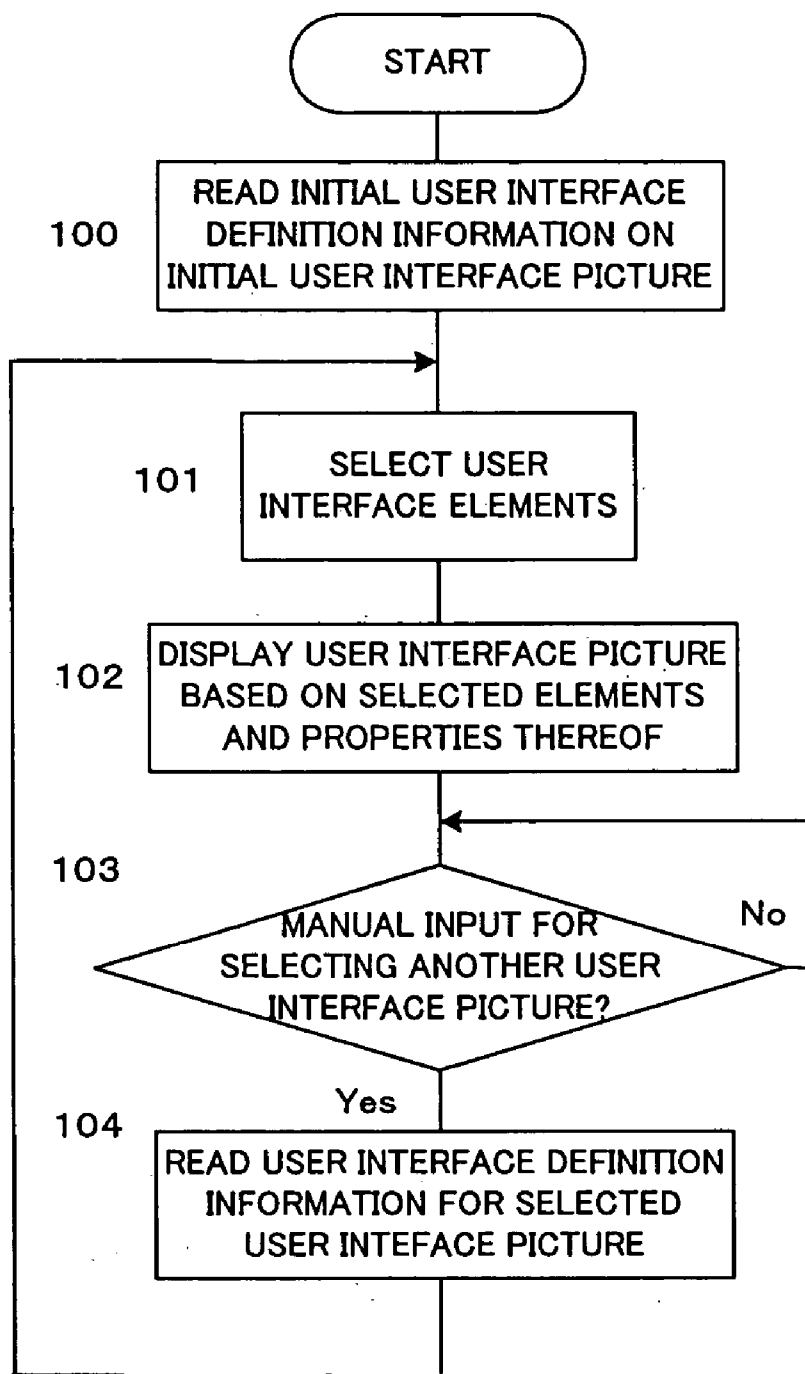 START
100
READ INITIAL USER INTERFACE
DEFINITION INFORMATION ON
INITIAL USER INTERFACE PICTURE
101
SELECT USER
INTERFACE ELEMENTS
102
DISPLAY USER INTERFACE PICTURE
BASED ON SELECTED ELEMENTS
AND PROPERTIES THEREOF
103
MANUAL INPUT FOR
SELECTING ANOTHER USER
INTERFACE PICTURE?
No
Yes
104
READ USER INTERFACE DEFINITION
INFORMATION FOR SELECTED
USER INTEFACE PICTURE